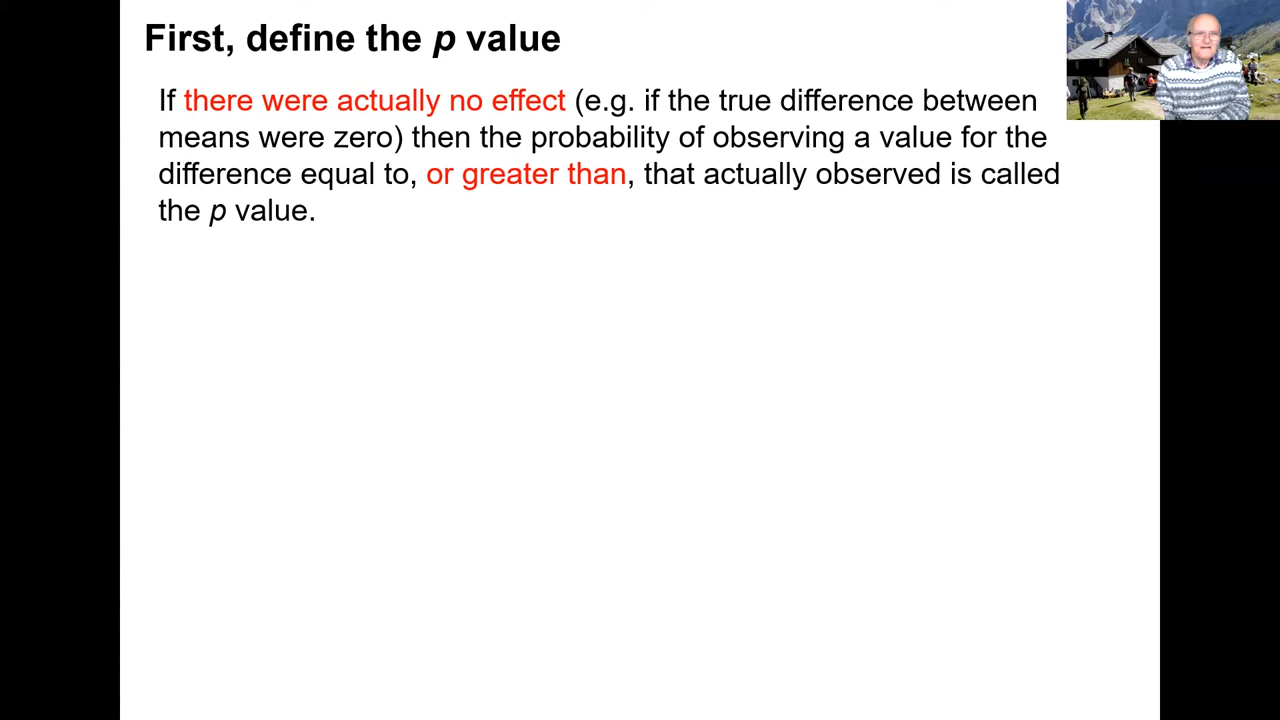 First, define the p value
If there were actually no effect (e.g. if the true difference between
means were zero) then the probability of observing a value for the
difference equal to, or greater than, that actually observed is called
the p value.